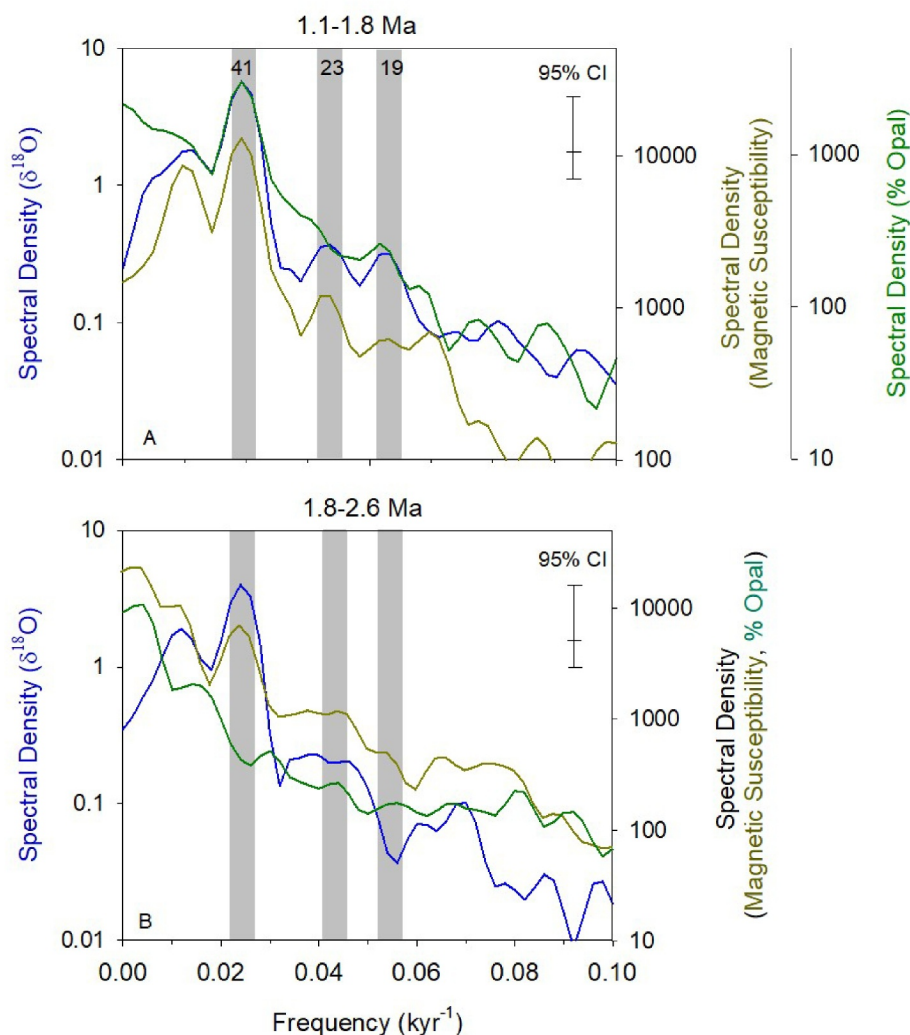 1.1-1.8 Ma
10
1
0.1
0.01
Spectral Density (δ18O)
41
23
19
95% CI
A
10000
1000
100
Spectral Density
(Magnetic Susceptibility)
1000
100
10
Spectral Density (% Opal)
1.8-2.6 Ma
10
1
0.1
0.01
Spectral Density (δ18O)
95% CI
B
10000
1000
100
10
Spectral Density
(Magnetic Susceptibility, % Opal)
0.00 0.02 0.04 0.06 0.08 0.10
Frequency (kyr-1)